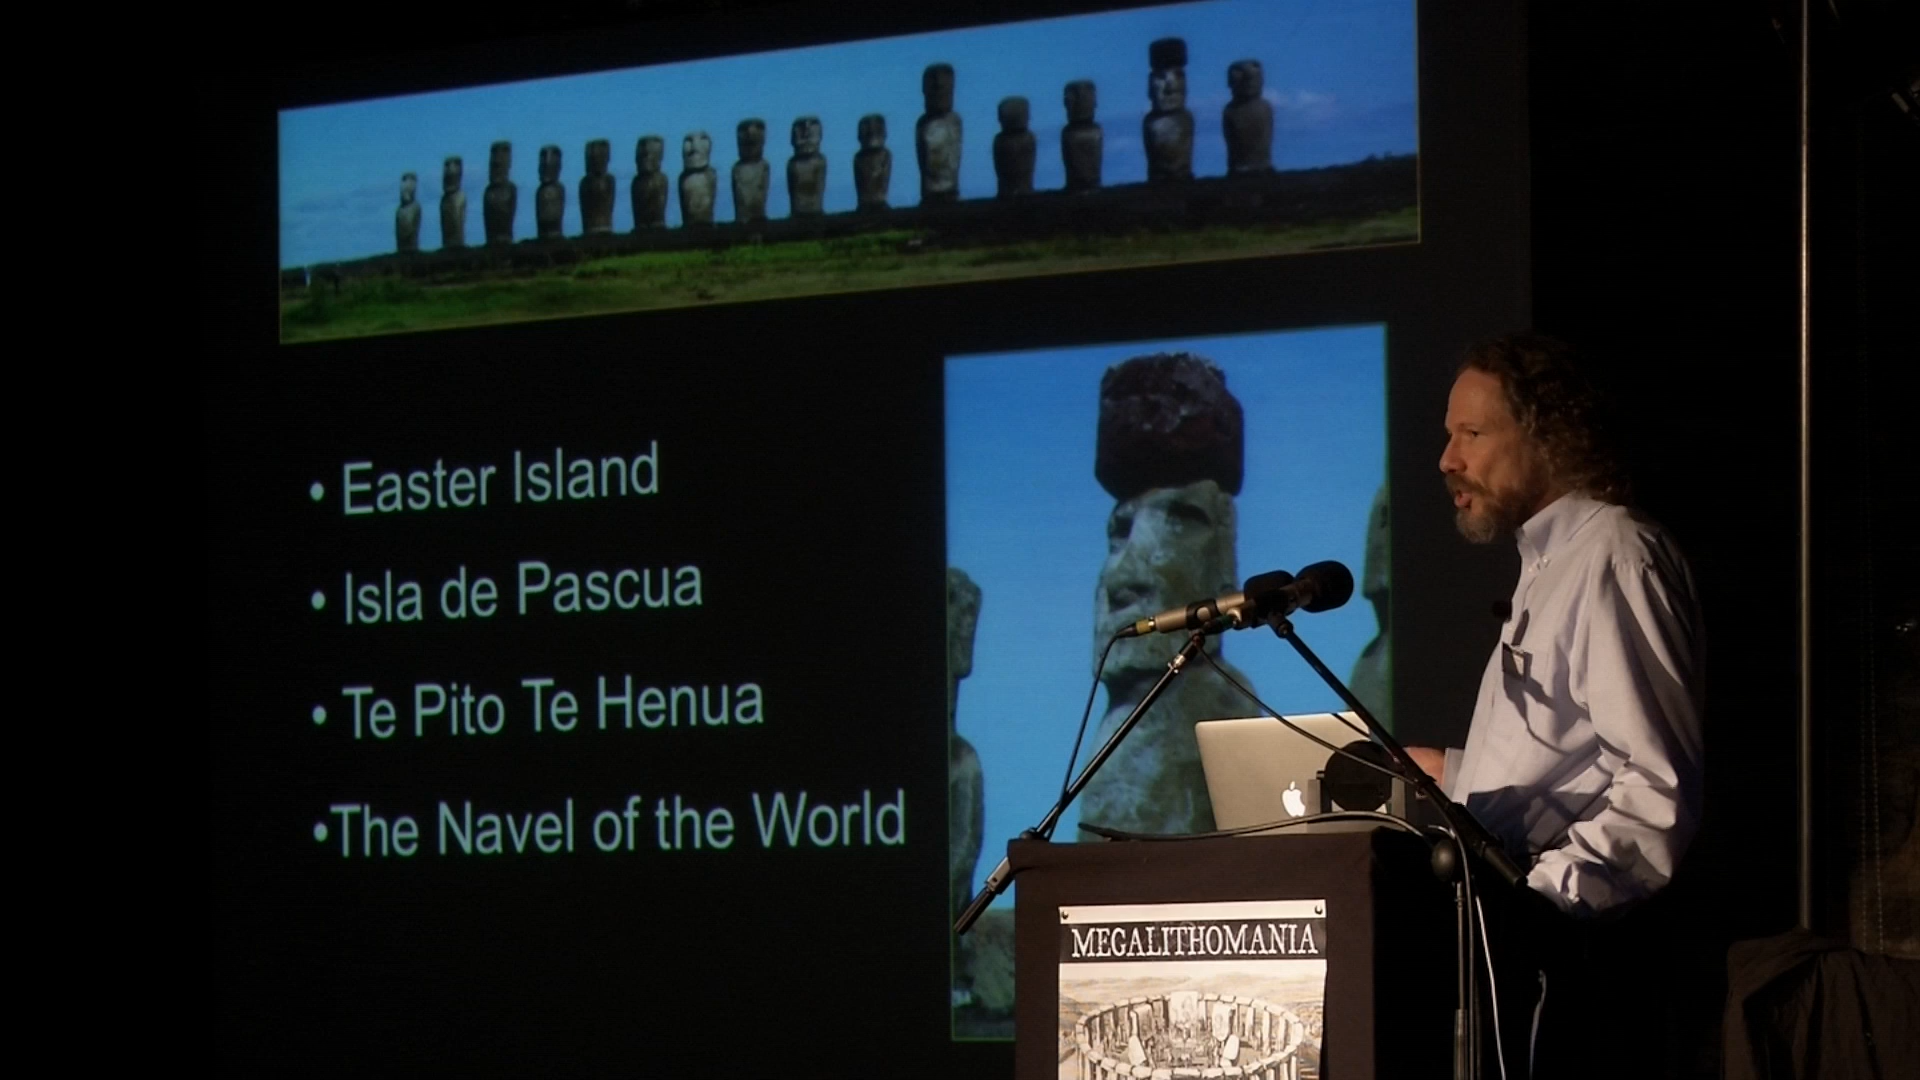 • Easter Island
• Isla de Pascua
• Te Pito Te Henua
•The Navel of the World
MEGALITHOMANIA